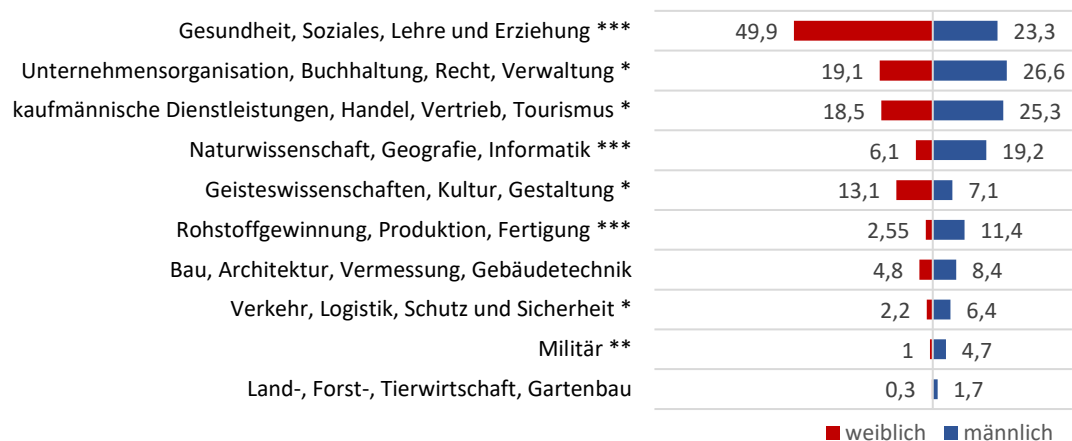 Gesundheit, Soziales, Lehre und Erziehung *** 49,9 23,3
Unternehmensorganisation, Buchhaltung, Recht, Verwaltung * 19,1 26,6
kaufmännische Dienstleistungen, Handel, Vertrieb, Tourismus * 18,5 25,3
Naturwissenschaft, Geografie, Informatik *** 6,1 19,2
Geisteswissenschaften, Kultur, Gestaltung * 13,1 7,1
Rohstoffgewinnung, Produktion, Fertigung *** 2,55 11,4
Bau, Architektur, Vermessung, Gebäudetechnik 4,8 8,4
Verkehr, Logistik, Schutz und Sicherheit * 2,2 6,4
Militär ** 1 4,7
Land-, Forst-, Tierwirtschaft, Gartenbau 0,3 1,7
weiblich männlich